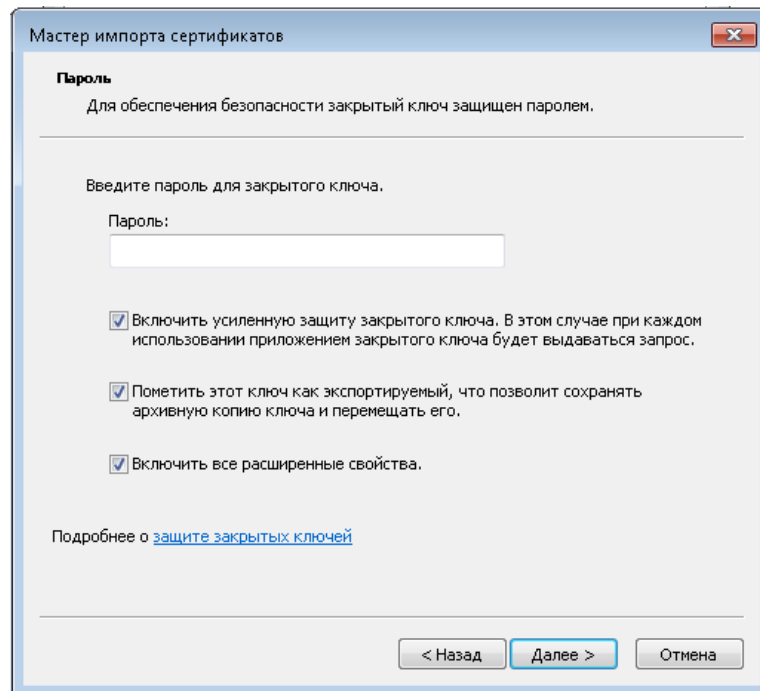 Мастер импорта сертификатов
Пароль
Для обеспечения безопасности закрытый ключ защищен паролем.
Введите пароль для закрытого ключа.
Пароль:
Включить усиленную защиту закрытого ключа. В этом случае при каждом
использовании приложением закрытого ключа будет выдаваться запрос.
Пометить этот ключ как экспортируемый, что позволит сохранять
архивную копию ключа и перемещать его.
Включить все расширенные свойства.
Подробнее о защите закрытых ключей
< Назад Далее > Отмена